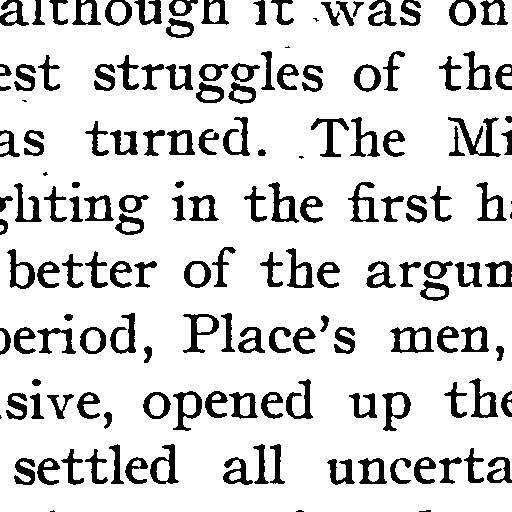 although it was on
est struggles of the
as turned. The Mi
ghting in the first ha
better of the argum
period, Place's men,
sive, opened up the
settled all uncerta